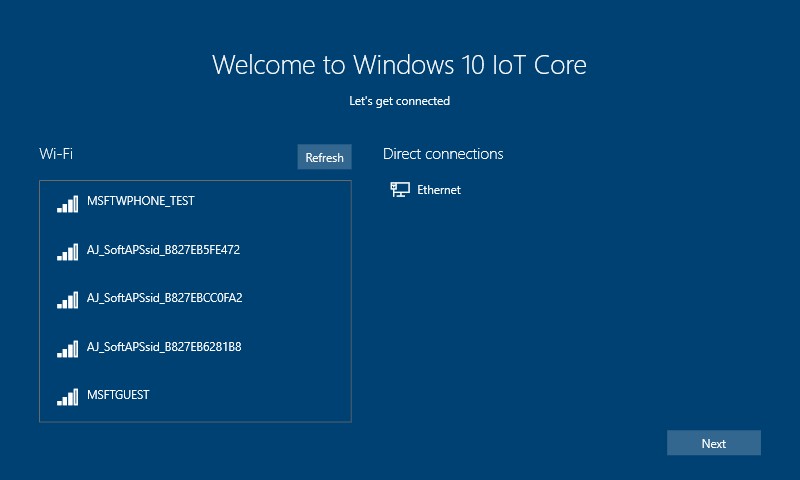 Welcome to Windows 10 IoT Core
Let's get connected
Wi-Fi
Refresh
MSFTWPHONE_TEST
AJ_SoftAPSsid_B827EB5FE472
AJ_SoftAPSsid_B827EBCC0FA2
AJ_SoftAPSsid_B827EB6281B8
MSFTGUEST
Direct connections
Ethernet
Next